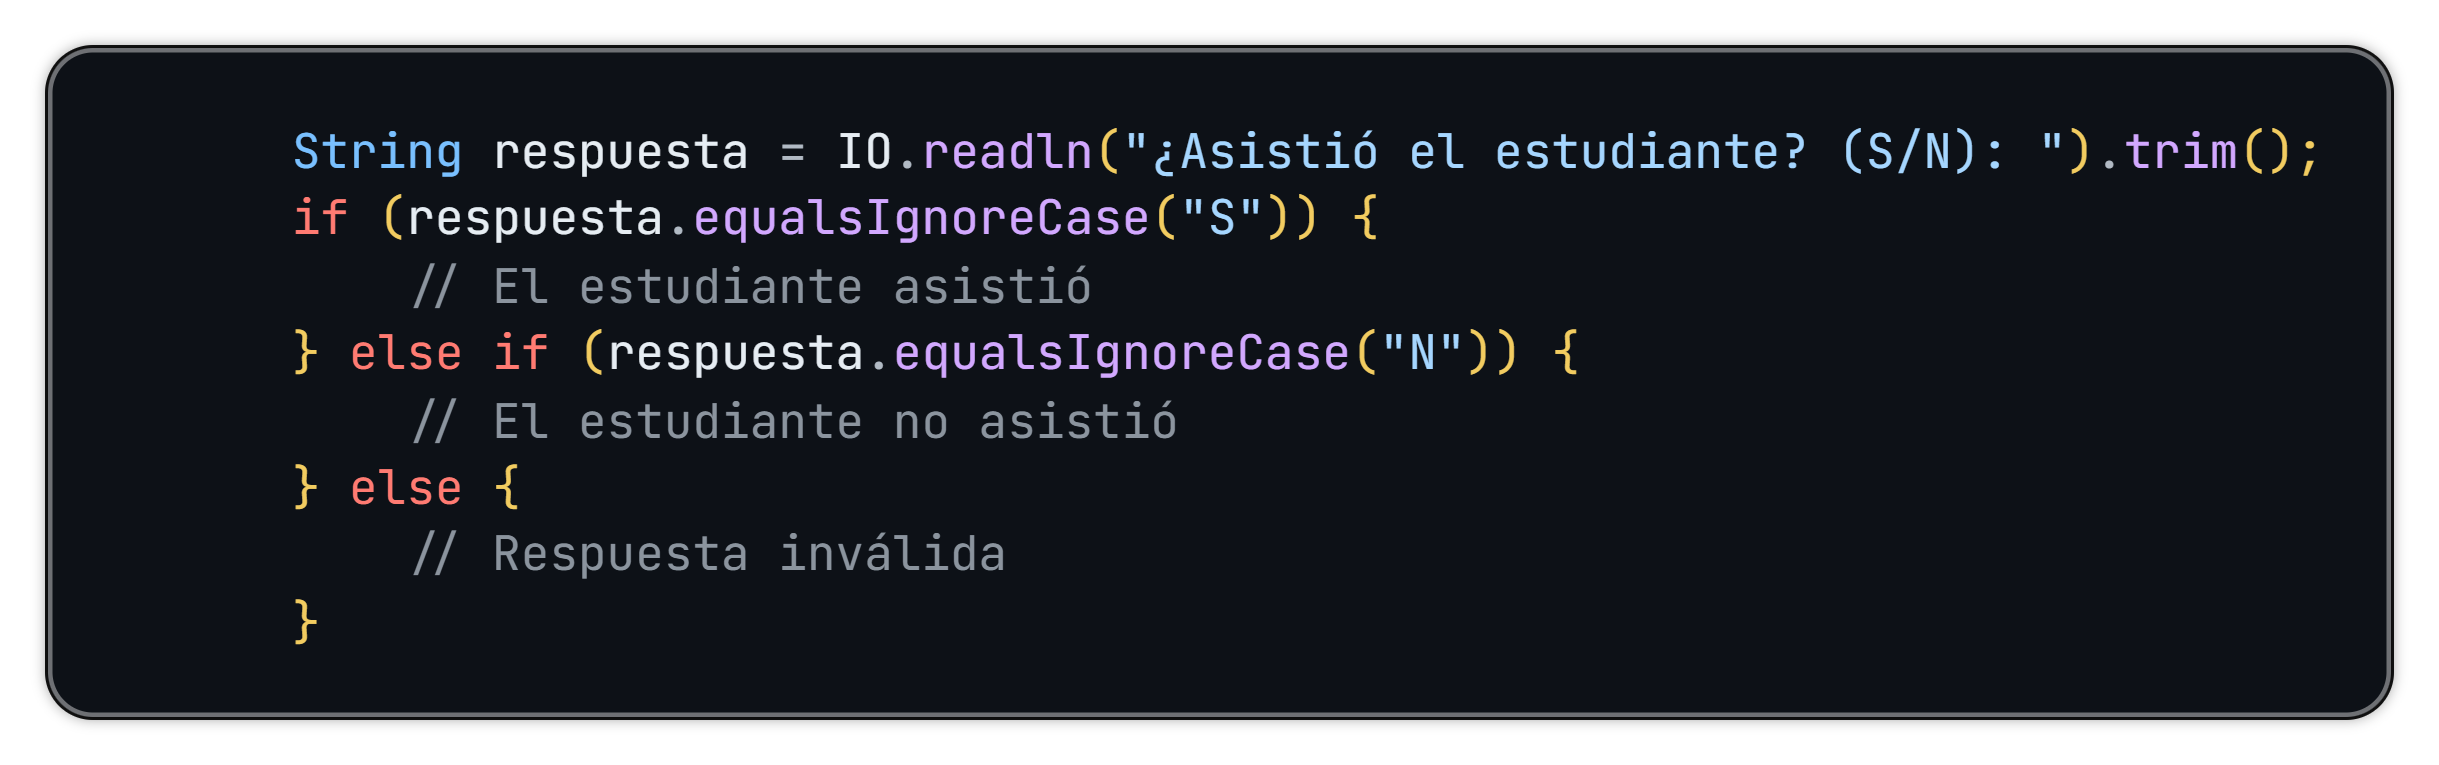 String respuesta = IO.readln("¿Asistió el estudiante? (S/N): ").trim();
if (respuesta.equalsIgnoreCase("S")) {
    // El estudiante asistió
} else if (respuesta.equalsIgnoreCase("N")) {
    // El estudiante no asistió
} else {
    // Respuesta inválida
}